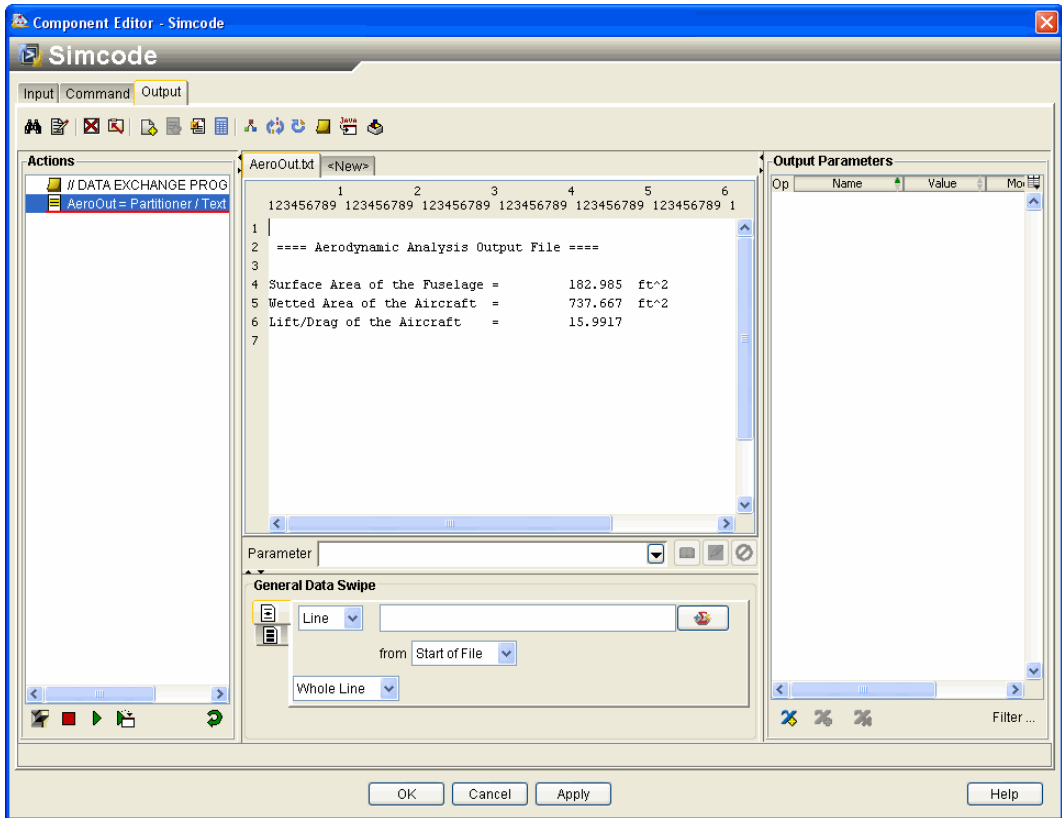 Component Editor - Simcode
Simcode
Input Command Output
Java
Actions
// DATA EXCHANGE PROG
AeroOut = Partitioner / Text
AeroOut.txt <New>
1 2 3 4 5 6
123456789 123456789 123456789 123456789 123456789 123456789 1
1
2 ==== Aerodynamic Analysis Output File ====
3
4 Surface Area of the Fuselage = 182.985 ft^2
5 Wetted Area of the Aircraft = 737.667 ft^2
6 Lift/Drag of the Aircraft = 15.9917
7
Parameter
General Data Swipe
Line
from Start of File
Whole Line
Output Parameters
Op Name Value Mo
Filter ...
OK Cancel Apply Help